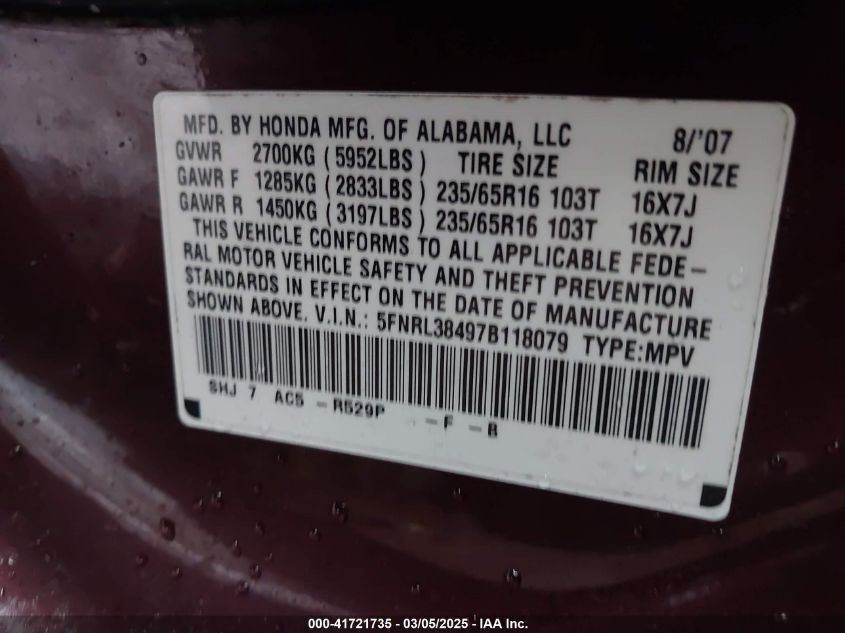 MFD. BY HONDA MFG. OF ALABAMA, LLC 8/'07
GVWR 2700KG ( 5952LBS ) TIRE SIZE RIM SIZE
GAWR F 1285KG ( 2833LBS ) 235/65R16 103T 16X7J
GAWR R 1450KG ( 3197LBS ) 235/65R16 103T 16X7J
THIS VEHICLE CONFORMS TO ALL APPLICABLE FEDE-
RAL MOTOR VEHICLE SAFETY AND THEFT PREVENTION
STANDARDS IN EFFECT ON THE DATE OF MANUFACTURE
SHOWN ABOVE. V.I.N.: 5FNRL38497B118079 TYPE:MPV
SHJ 7 AC5 - R529P - F - B
000-41721735 - 03/05/2025 - IAA Inc.